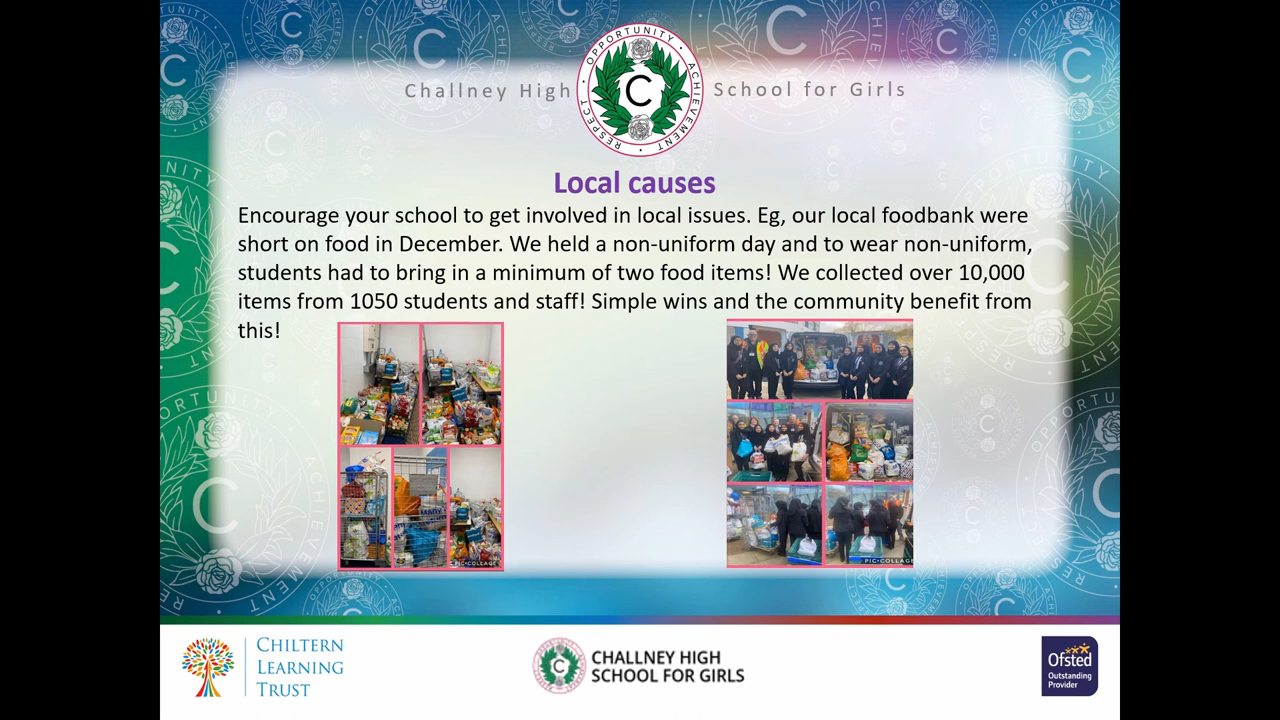 Challney High School for Girls
OPPORTUNITY · ACHIEVEMENT · RESPECT
C
Local causes
Encourage your school to get involved in local issues. Eg, our local foodbank were
short on food in December. We held a non-uniform day and to wear non-uniform,
students had to bring in a minimum of two food items! We collected over 10,000
items from 1050 students and staff! Simple wins and the community benefit from
this!
PIC•COLLAGE
PIC•COLLAGE
CHILTERN
LEARNING
TRUST
C
CHALLNEY HIGH
SCHOOL FOR GIRLS
Ofsted
Outstanding
Provider